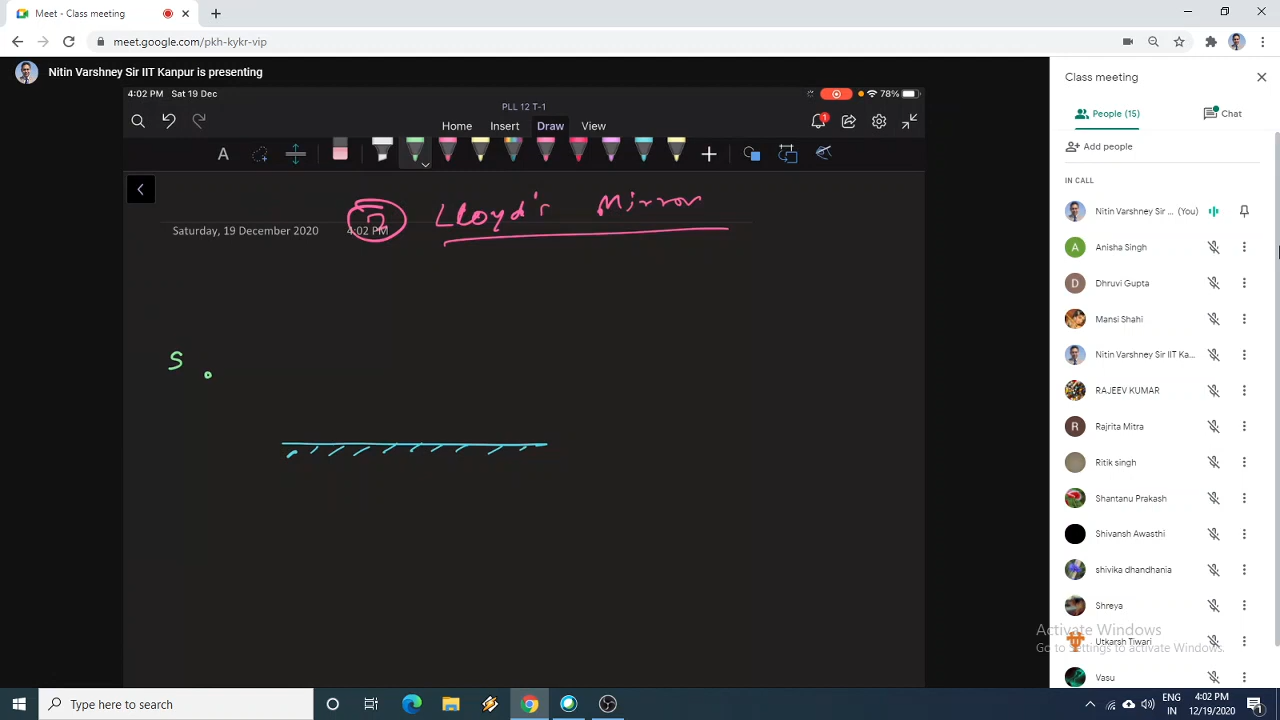 Meet - Class meeting
meet.google.com/pkh-kykr-vip
Nitin Varshney Sir IIT Kanpur is presenting
4:02 PM Sat 19 Dec
78%
PLL 12 T-1
Home Insert Draw View
1
Lloyd's Mirror
Saturday, 19 December 2020 4:02 PM
S
Class meeting
People (15) Chat
Add people
IN CALL
Nitin Varshney Sir ... (You)
Anisha Singh
Dhruvi Gupta
Mansi Shahi
Nitin Varshney Sir IIT Ka...
RAJEEV KUMAR
Rajrita Mitra
Ritik singh
Shantanu Prakash
Shivansh Awasthi
shivika dhandhania
Shreya
Utkarsh Tiwari
Vasu
Activate Windows
Go to Settings to activate Windows.
Type here to search
ENG
IN
4:02 PM
12/19/2020